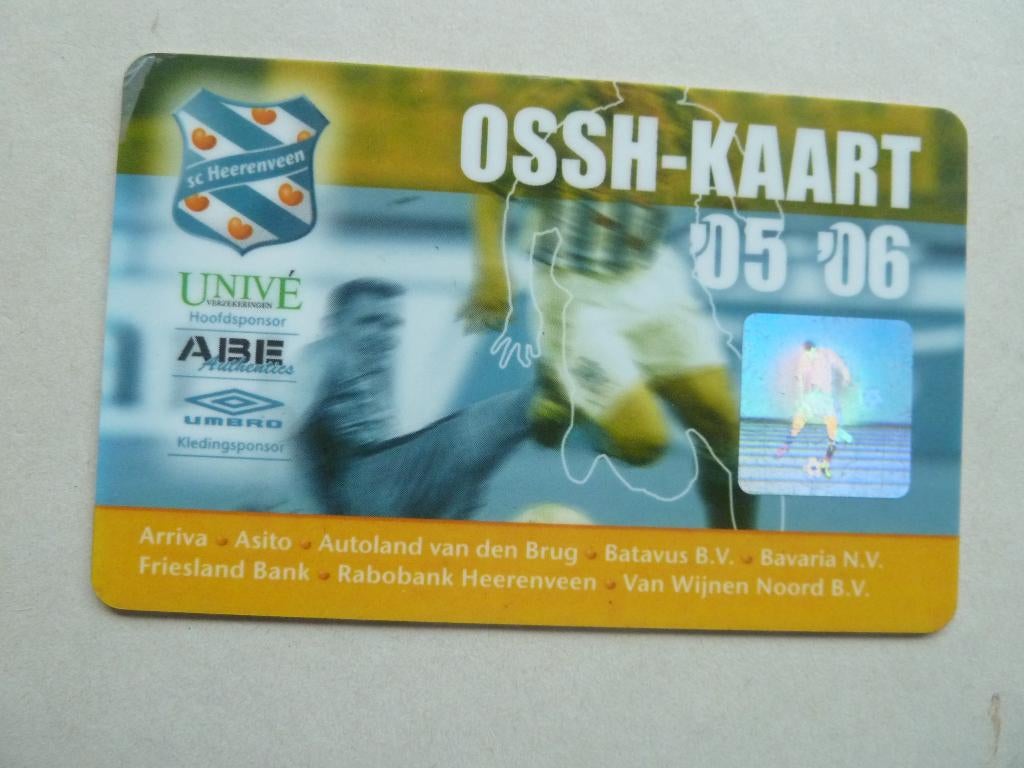 OSSH-KAART
'05 '06
sc Heerenveen
UNIVÉ
VERZEKERINGEN
Hoofdsponsor
ABE
Authentics
UMBRO
Kledingsponsor
Arriva • Asito • Autoland van den Brug • Batavus B.V. • Bavaria N.V.
Friesland Bank • Rabobank Heerenveen • Van Wijnen Noord B.V.